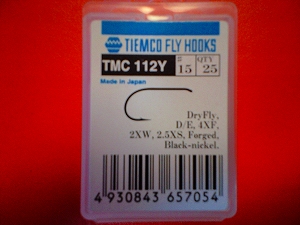 TIEMCO FLY HOOKS
TMC 112Y
# 15
QTY 25
Made in Japan
DryFly,
D/E, 4XF,
2XW, 2.5XS, Forged,
Black-nickel.
4 930843 657054